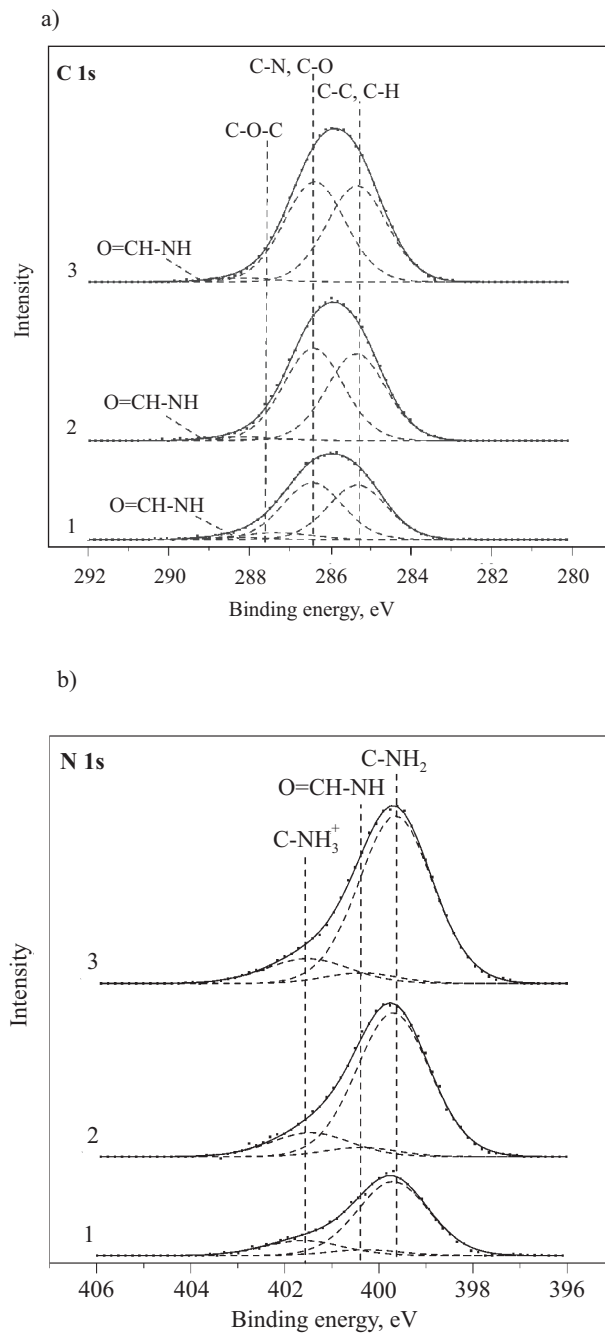 a)
C 1s
C-N, C-O
C-C, C-H
C-O-C
O=CH-NH
3
O=CH-NH
2
O=CH-NH
1
Intensity
292 290 288 286 284 282 280
Binding energy, eV
b)
N 1s
C-NH₂
O=CH-NH
C-NH₃⁺
3
2
1
Intensity
406 404 402 400 398 396
Binding energy, eV